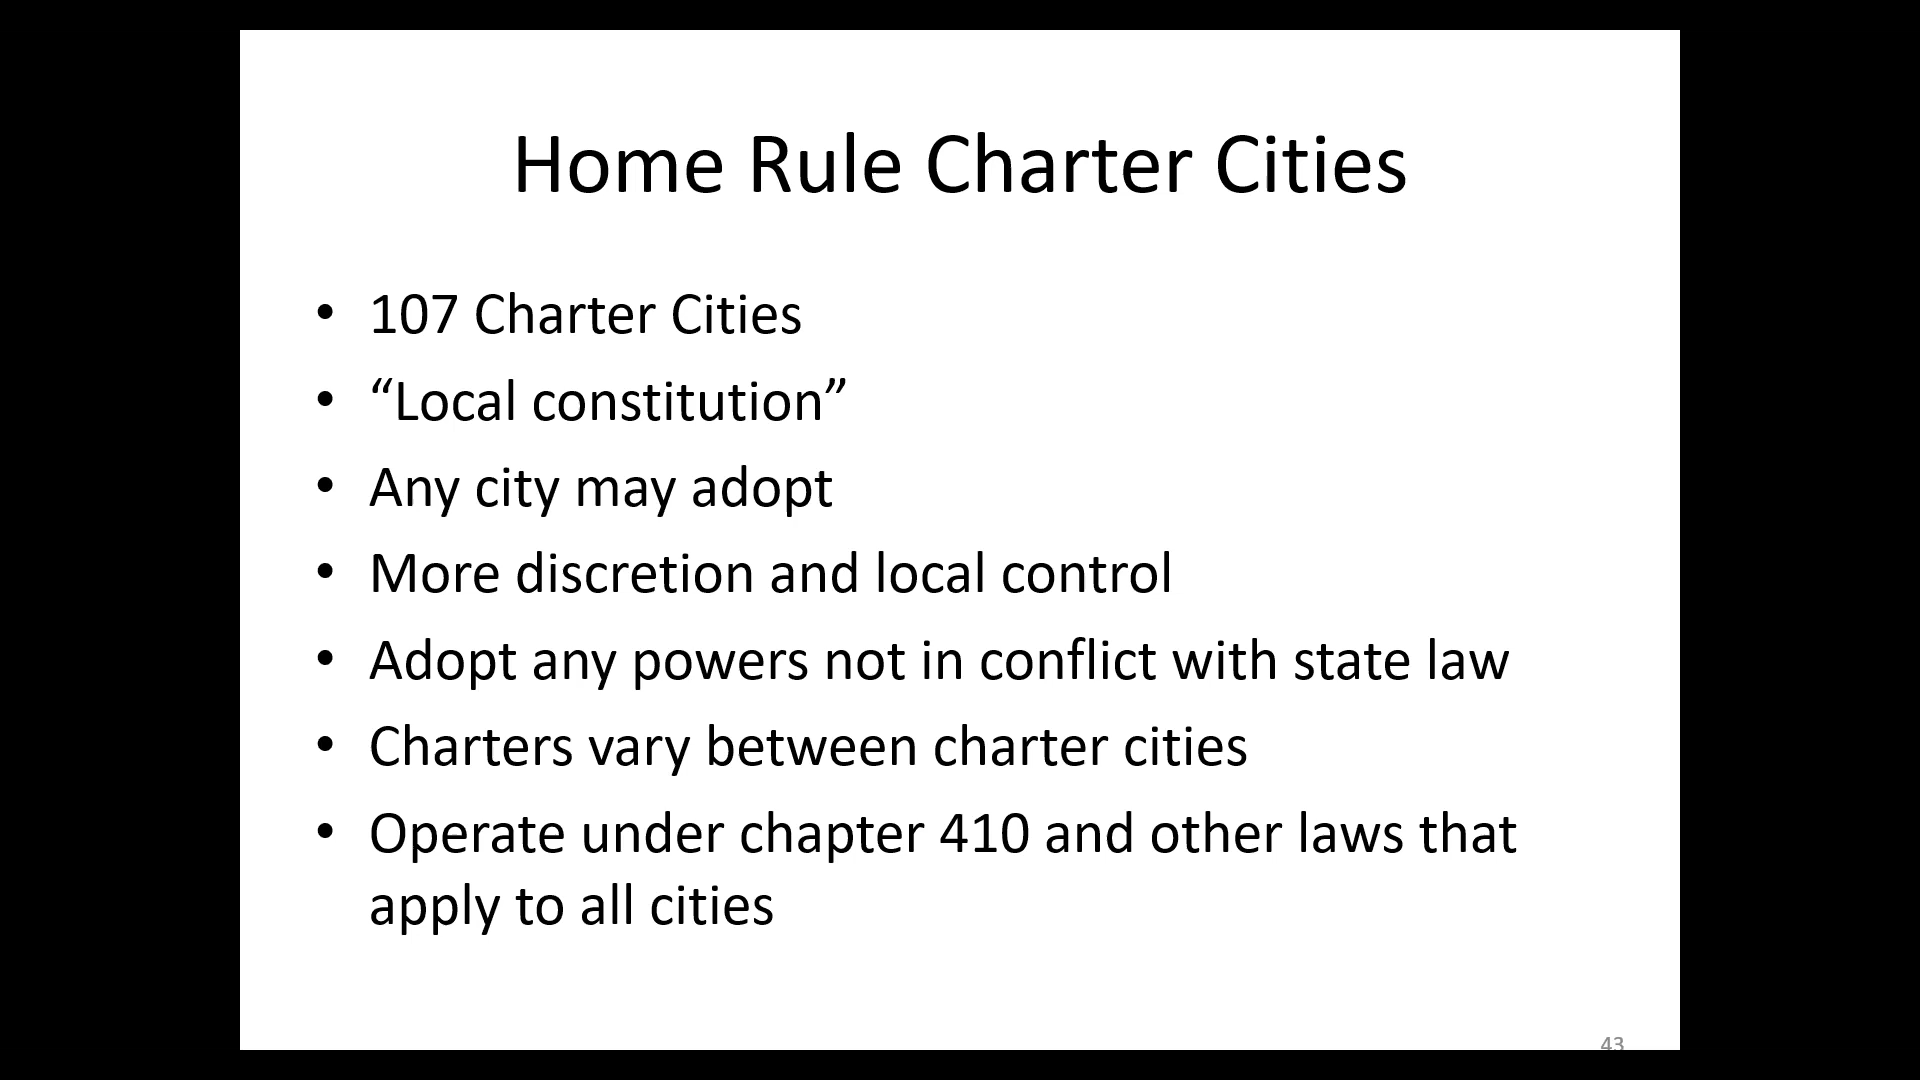 Home Rule Charter Cities
• 107 Charter Cities
• “Local constitution”
• Any city may adopt
• More discretion and local control
• Adopt any powers not in conflict with state law
• Charters vary between charter cities
• Operate under chapter 410 and other laws that
apply to all cities
43